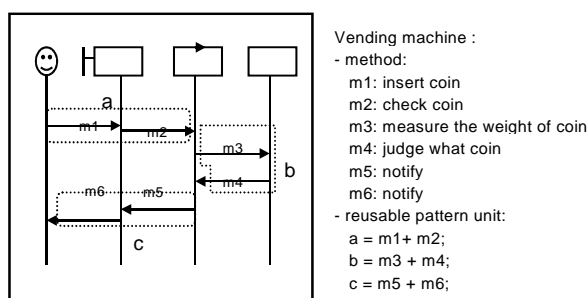 a
m1
m2
m3
b
m4
m6
m5
c
Vending machine :
- method:
m1: insert coin
m2: check coin
m3: measure the weight of coin
m4: judge what coin
m5: notify
m6: notify
- reusable pattern unit:
a = m1+ m2;
b = m3 + m4;
c = m5 + m6;